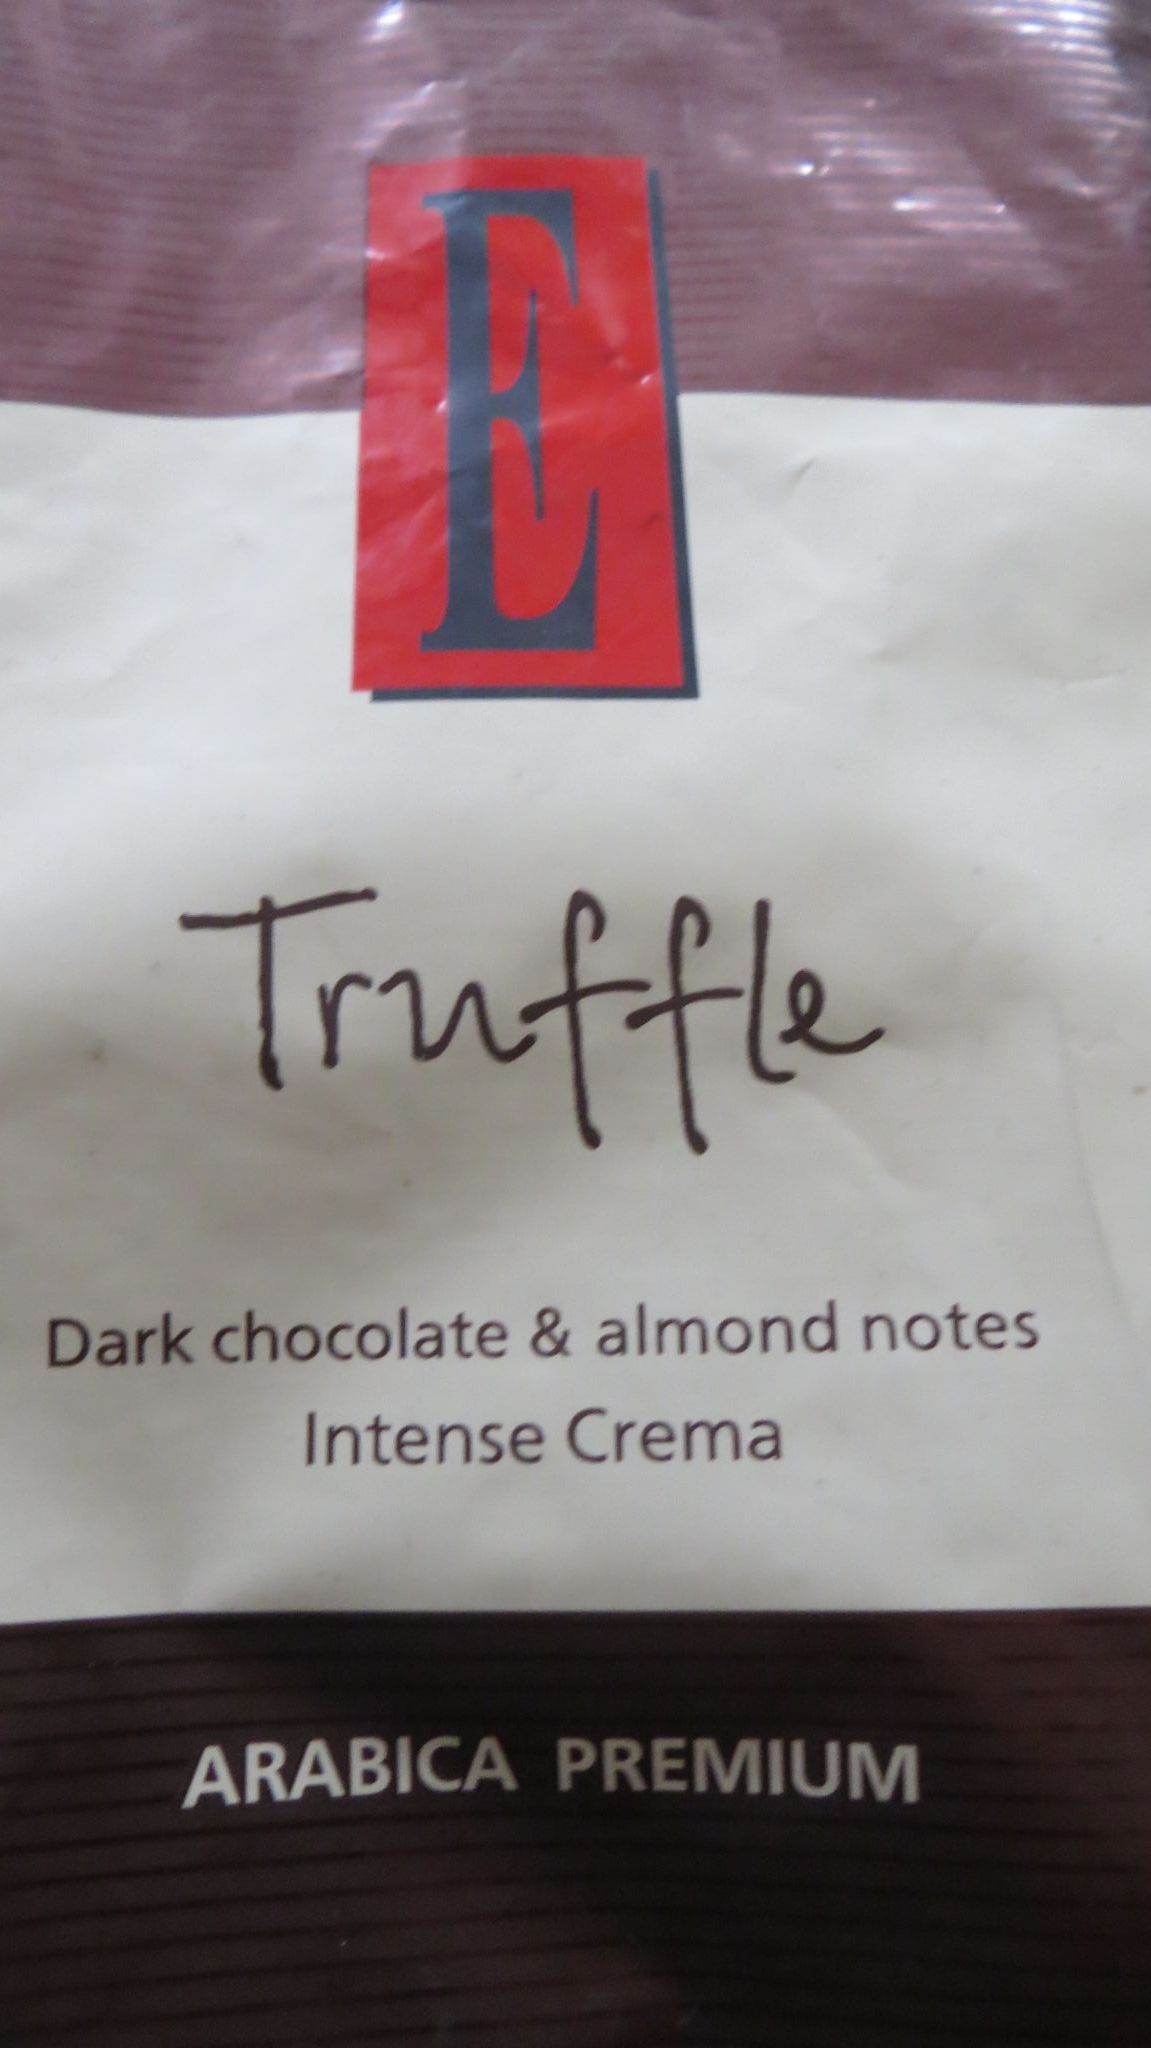 E
Truffle
Dark chocolate & almond notes
Intense Crema
ARABICA PREMIUM